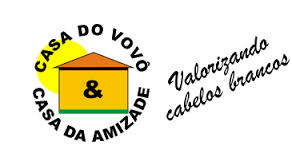 CASA DO VOVÔ
&
CASA DA AMIZADE
Valorizando
cabelos brancos